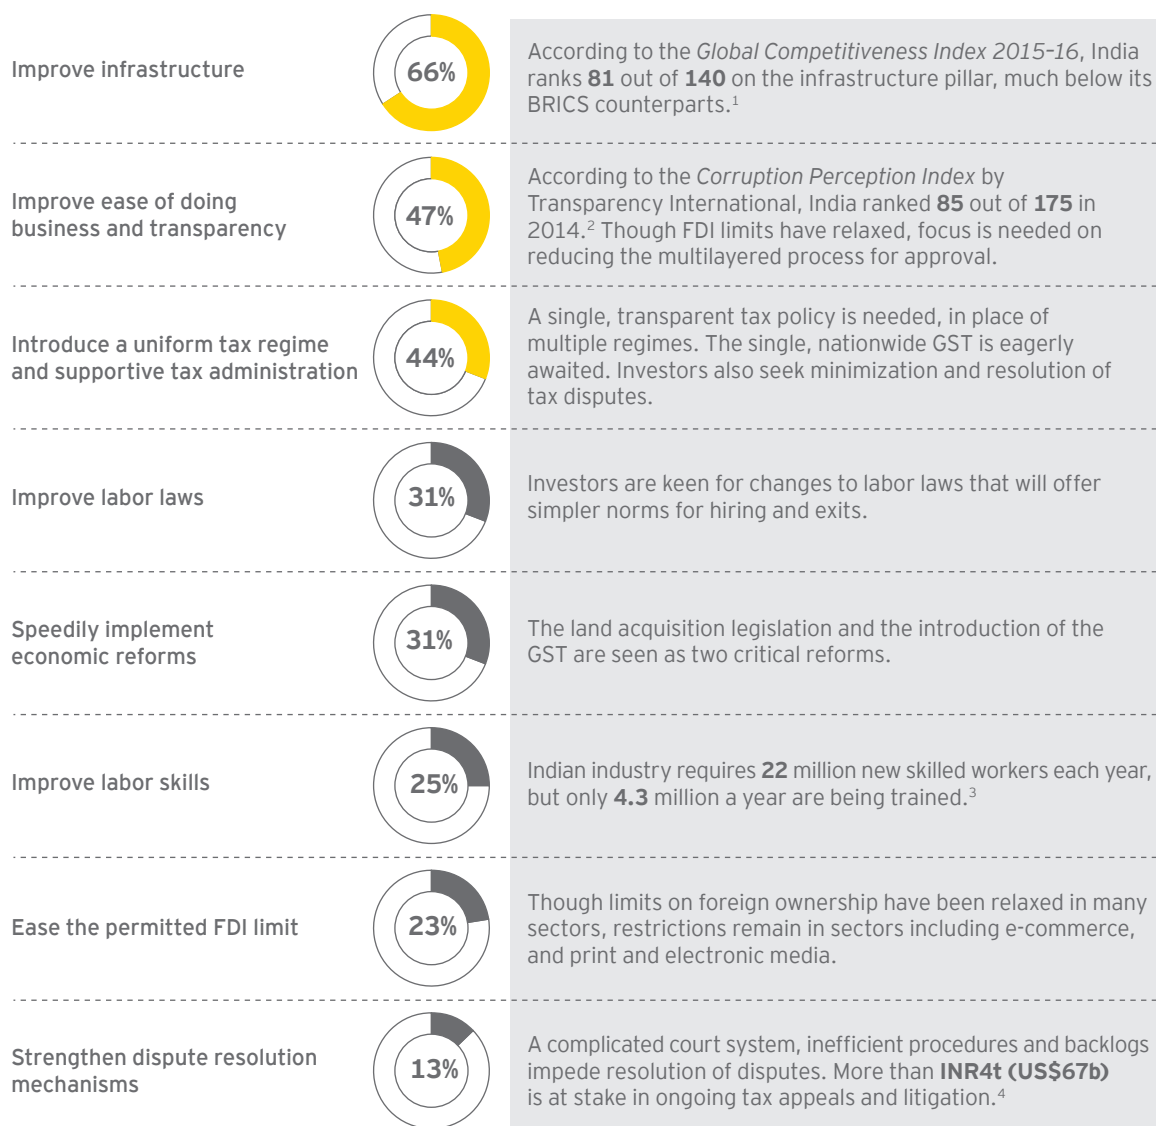 Improve infrastructure
66%
According to the Global Competitiveness Index 2015–16, India
ranks 81 out of 140 on the infrastructure pillar, much below its
BRICS counterparts.1
Improve ease of doing
business and transparency
47%
According to the Corruption Perception Index by
Transparency International, India ranked 85 out of 175 in
2014.2 Though FDI limits have relaxed, focus is needed on
reducing the multilayered process for approval.
Introduce a uniform tax regime
and supportive tax administration
44%
A single, transparent tax policy is needed, in place of
multiple regimes. The single, nationwide GST is eagerly
awaited. Investors also seek minimization and resolution of
tax disputes.
Improve labor laws
31%
Investors are keen for changes to labor laws that will offer
simpler norms for hiring and exits.
Speedily implement
economic reforms
31%
The land acquisition legislation and the introduction of the
GST are seen as two critical reforms.
Improve labor skills
25%
Indian industry requires 22 million new skilled workers each year,
but only 4.3 million a year are being trained.3
Ease the permitted FDI limit
23%
Though limits on foreign ownership have been relaxed in many
sectors, restrictions remain in sectors including e-commerce,
and print and electronic media.
Strengthen dispute resolution
mechanisms
13%
A complicated court system, inefficient procedures and backlogs
impede resolution of disputes. More than INR4t (US$67b)
is at stake in ongoing tax appeals and litigation.4